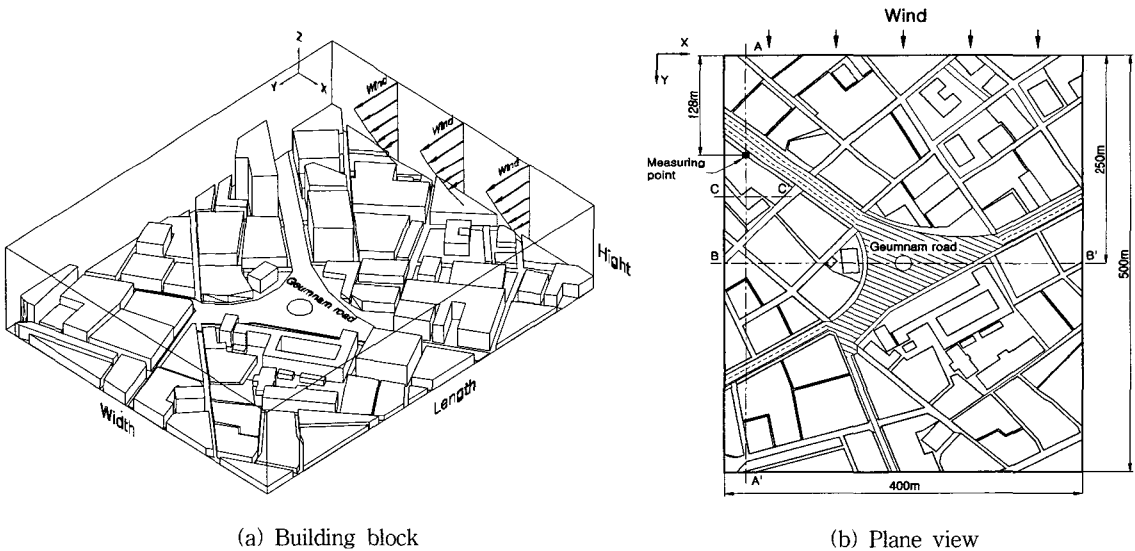 Z
Y
X
Wind
Wind
Wind
Geumnam road
Hight
Length
Width
(a) Building block
Wind
X
Y
A
128m
Measuring
point
C
C'
Geumnam road
B
B'
250m
500m
A'
400m
(b) Plane view